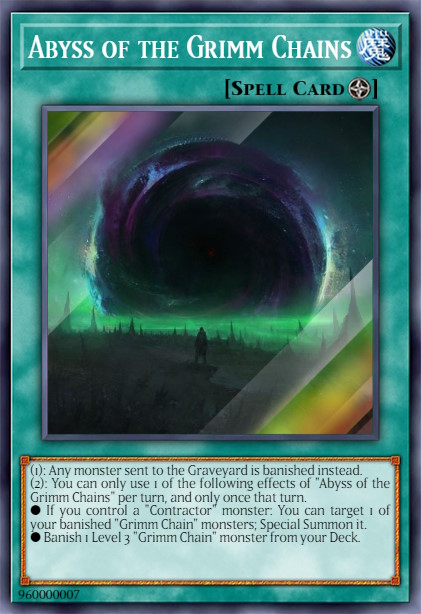 Abyss of the Grimm Chains
魔
[Spell Card]
(1): Any monster sent to the Graveyard is banished instead.
(2): You can only use 1 of the following effects of "Abyss of the
Grimm Chains" per turn, and only once that turn.
● If you control a "Contractor" monster: You can target 1 of
your banished "Grimm Chain" monsters; Special Summon it.
● Banish 1 Level 3 "Grimm Chain" monster from your Deck.
960000007